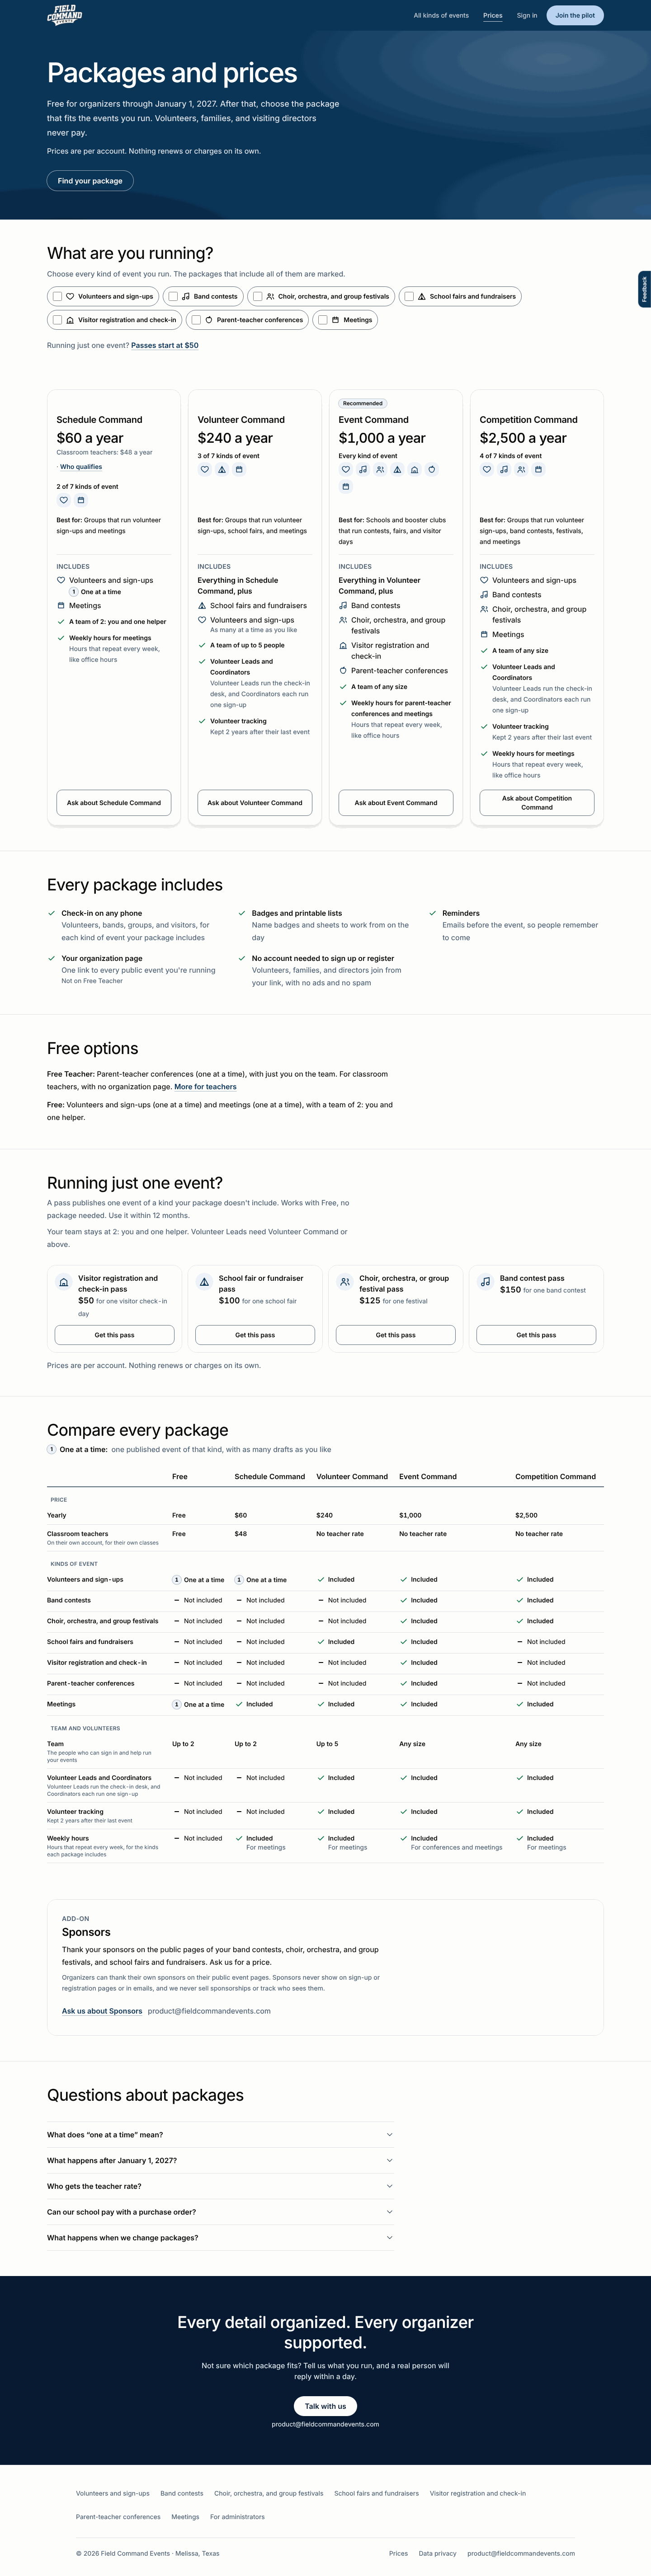 FIELD COMMAND EVENTS
All kinds of events
Prices
Sign in
Join the pilot
Packages and prices
Free for organizers through January 1, 2027. After that, choose the package
that fits the events you run. Volunteers, families, and visiting directors
never pay.
Prices are per account. Nothing renews or charges on its own.
Find your package
Feedback
What are you running?
Choose every kind of event you run. The packages that include all of them are marked.
Volunteers and sign-ups
Band contests
Choir, orchestra, and group festivals
School fairs and fundraisers
Visitor registration and check-in
Parent-teacher conferences
Meetings
Running just one event? Passes start at $50
Schedule Command
$60 a year
Classroom teachers: $48 a year
· Who qualifies
2 of 7 kinds of event
Best for: Groups that run volunteer
sign-ups and meetings
INCLUDES
Volunteers and sign-ups
1 One at a time
Meetings
A team of 2: you and one helper
Weekly hours for meetings
Hours that repeat every week,
like office hours
Ask about Schedule Command
Volunteer Command
$240 a year
3 of 7 kinds of event
Best for: Groups that run volunteer
sign-ups, school fairs, and meetings
INCLUDES
Everything in Schedule
Command, plus
School fairs and fundraisers
Volunteers and sign-ups
As many at a time as you like
A team of up to 5 people
Volunteer Leads and
Coordinators
Volunteer Leads run the check-in
desk, and Coordinators each run
one sign-up
Volunteer tracking
Kept 2 years after their last event
Ask about Volunteer Command
Recommended
Event Command
$1,000 a year
Every kind of event
Best for: Schools and booster clubs
that run contests, fairs, and visitor
days
INCLUDES
Everything in Volunteer
Command, plus
Band contests
Choir, orchestra, and group
festivals
Visitor registration and
check-in
Parent-teacher conferences
A team of any size
Weekly hours for parent-teacher
conferences and meetings
Hours that repeat every week,
like office hours
Ask about Event Command
Competition Command
$2,500 a year
4 of 7 kinds of event
Best for: Groups that run volunteer
sign-ups, band contests, festivals,
and meetings
INCLUDES
Volunteers and sign-ups
Band contests
Choir, orchestra, and group
festivals
Meetings
A team of any size
Volunteer Leads and
Coordinators
Volunteer Leads run the check-in
desk, and Coordinators each run
one sign-up
Volunteer tracking
Kept 2 years after their last event
Weekly hours for meetings
Hours that repeat every week,
like office hours
Ask about Competition
Command
Every package includes
Check-in on any phone
Volunteers, bands, groups, and visitors, for
each kind of event your package includes
Badges and printable lists
Name badges and sheets to work from on the
day
Reminders
Emails before the event, so people remember
to come
Your organization page
One link to every public event you're running
Not on Free Teacher
No account needed to sign up or register
Volunteers, families, and directors join from
your link, with no ads and no spam
Free options
Free Teacher: Parent-teacher conferences (one at a time), with just you on the team. For classroom
teachers, with no organization page. More for teachers
Free: Volunteers and sign-ups (one at a time) and meetings (one at a time), with a team of 2: you and
one helper.
Running just one event?
A pass publishes one event of a kind your package doesn't include. Works with Free, no
package needed. Use it within 12 months.
Your team stays at 2: you and one helper. Volunteer Leads need Volunteer Command or
above.
Visitor registration and
check-in pass
$50 for one visitor check-in
day
Get this pass
School fair or fundraiser
pass
$100 for one school fair
Get this pass
Choir, orchestra, or group
festival pass
$125 for one festival
Get this pass
Band contest pass
$150 for one band contest
Get this pass
Prices are per account. Nothing renews or charges on its own.
Compare every package
1 One at a time: one published event of that kind, with as many drafts as you like
Free Schedule Command Volunteer Command Event Command Competition Command
PRICE
Yearly Free $60 $240 $1,000 $2,500
Classroom teachers Free $48 No teacher rate No teacher rate No teacher rate
On their own account, for their own classes
KINDS OF EVENT
Volunteers and sign-ups 1 One at a time 1 One at a time Included Included Included
Band contests Not included Not included Not included Included Included
Choir, orchestra, and group festivals Not included Not included Not included Included Included
School fairs and fundraisers Not included Not included Included Included Not included
Visitor registration and check-in Not included Not included Not included Included Not included
Parent-teacher conferences Not included Not included Not included Included Not included
Meetings 1 One at a time Included Included Included Included
TEAM AND VOLUNTEERS
Team Up to 2 Up to 2 Up to 5 Any size Any size
The people who can sign in and help run
your events
Volunteer Leads and Coordinators Not included Not included Included Included Included
Volunteer Leads run the check-in desk, and
Coordinators each run one sign-up
Volunteer tracking Not included Not included Included Included Included
Kept 2 years after their last event
Weekly hours Not included Included Included Included Included
Hours that repeat every week, for the kinds For meetings For meetings For conferences and meetings For meetings
each package includes
ADD-ON
Sponsors
Thank your sponsors on the public pages of your band contests, choir, orchestra, and group
festivals, and school fairs and fundraisers. Ask us for a price.
Organizers can thank their own sponsors on their public event pages. Sponsors never show on sign-up or
registration pages or in emails, and we never sell sponsorships or track who sees them.
Ask us about Sponsors product@fieldcommandevents.com
Questions about packages
What does “one at a time” mean?
What happens after January 1, 2027?
Who gets the teacher rate?
Can our school pay with a purchase order?
What happens when we change packages?
Every detail organized. Every organizer
supported.
Not sure which package fits? Tell us what you run, and a real person will
reply within a day.
Talk with us
product@fieldcommandevents.com
Volunteers and sign-ups
Band contests
Choir, orchestra, and group festivals
School fairs and fundraisers
Visitor registration and check-in
Parent-teacher conferences
Meetings
For administrators
© 2026 Field Command Events · Melissa, Texas
Prices
Data privacy
product@fieldcommandevents.com